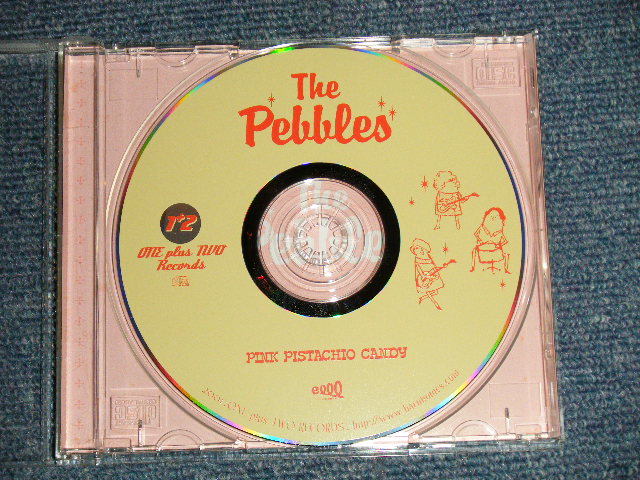 The
Pebbles
1+2
ONE plus TWO
Records
PINK PISTACHIO CANDY